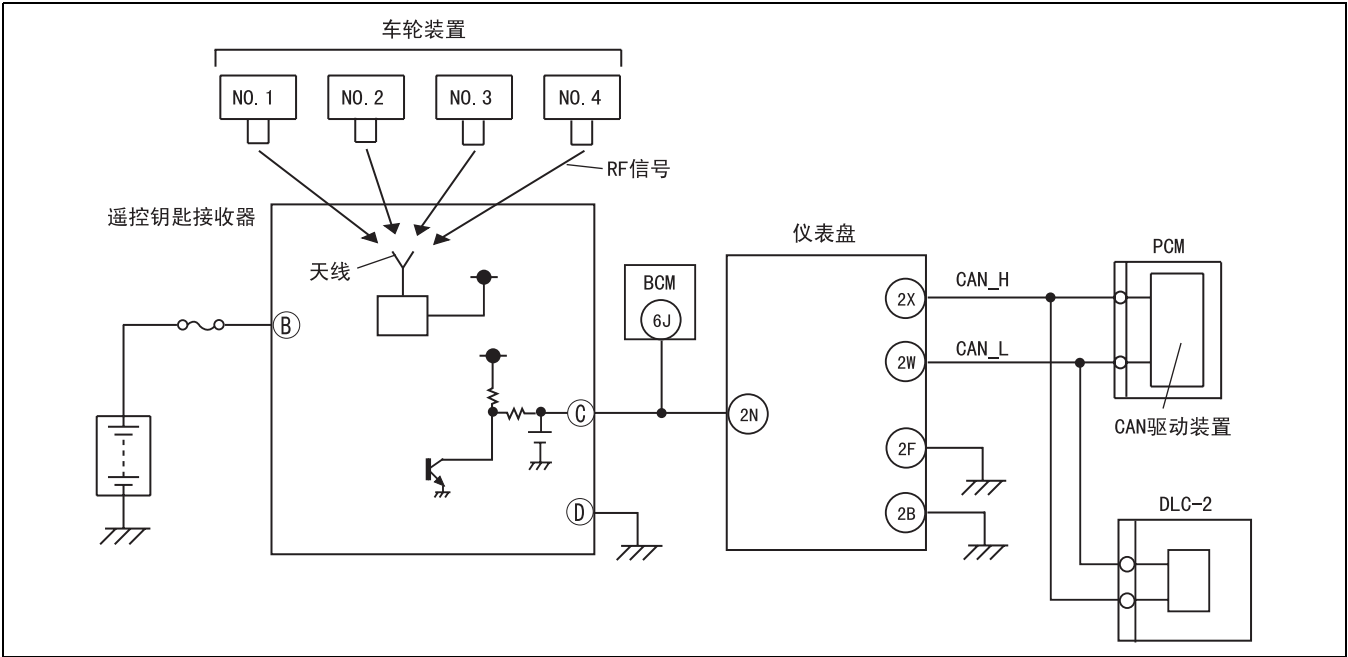 车轮装置
NO. 1
NO. 2
NO. 3
NO. 4
RF信号
遥控钥匙接收器
天线
仪表盘
PCM
BCM
6J
2X
CAN_H
B
2W
CAN_L
C
2N
CAN驱动装置
2F
D
2B
DLC-2